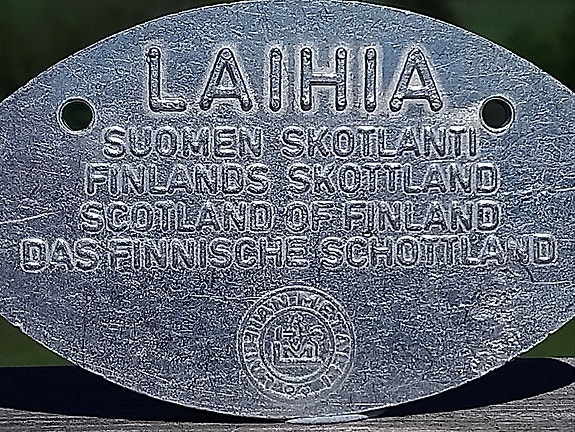 LAIHIA
SUOMEN SKOTLANTI
FINLANDS SKOTTLAND
SCOTLAND OF FINLAND
DAS FINNISCHE SCHOTTLAND